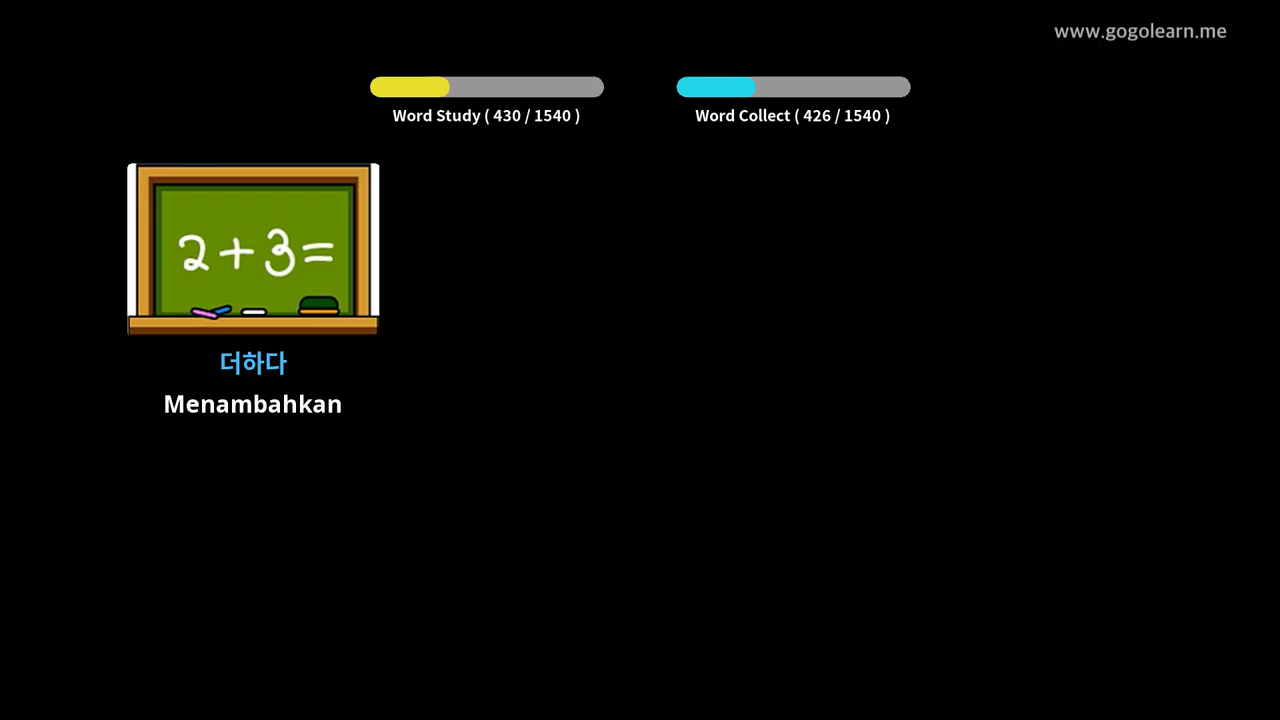 www.gogolearn.me
Word Study ( 430 / 1540 )
Word Collect ( 426 / 1540 )
2+3=
더하다
Menambahkan